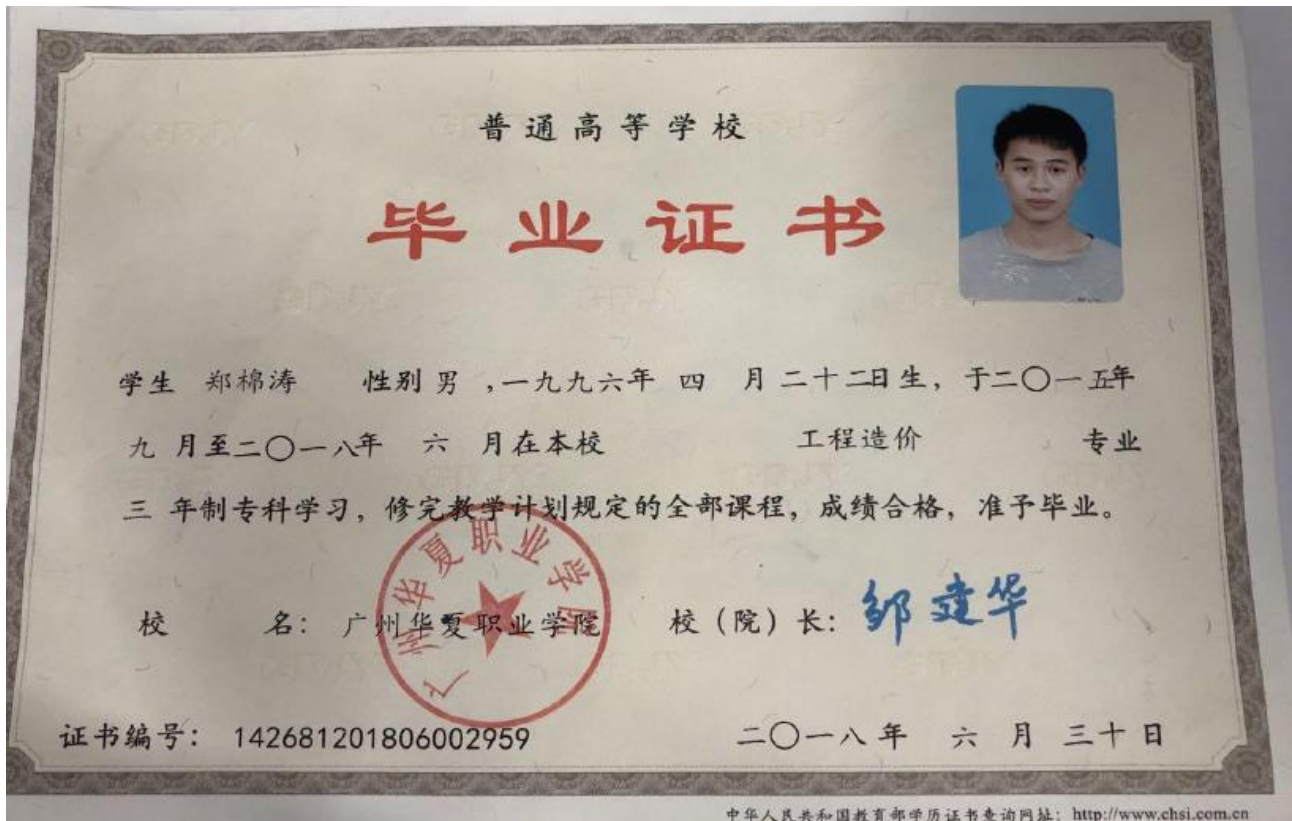 普通高等学校
毕业证书
学生 郑棉涛 性别 男 ,一九九六年 四 月二十二日生，于二〇一五年
九 月至二〇一八年 六 月在本校 工程造价 专业
三 年制专科学习，修完教学计划规定的全部课程，成绩合格，准予毕业。
广州华夏职业学院
校 名：广州华夏职业学院 校（院）长：邹建华
证书编号：142681201806002959 二〇一八年 六 月 三十日
中华人民共和国教育部学历证书查询网址：http://www.chsi.com.cn